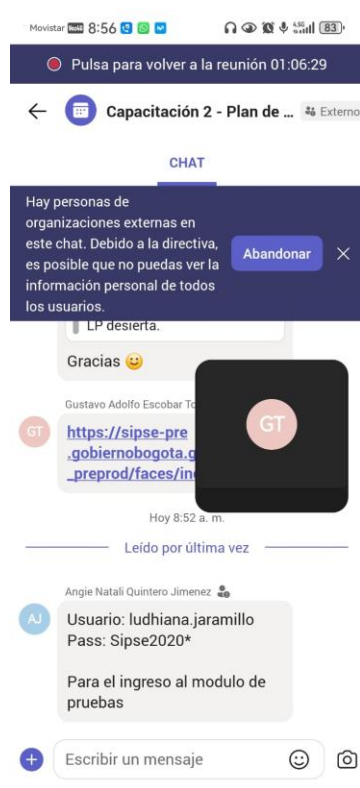 Movistar 8:56 83
Pulsa para volver a la reunión 01:06:29
Capacitación 2 - Plan de ... Externo
CHAT
Hay personas de
organizaciones externas en
este chat. Debido a la directiva,
es posible que no puedas ver la
información personal de todos
los usuarios.
Abandonar
LP desierta.
Gracias
Gustavo Adolfo Escobar To
GT
GT
https://sipse-pre
.gobiernobogota.g
_preprod/faces/in
Hoy 8:52 a. m.
Leído por última vez
Angie Natali Quintero Jimenez
AJ
Usuario: ludhiana.jaramillo
Pass: Sipse2020*
Para el ingreso al modulo de
pruebas
Escribir un mensaje